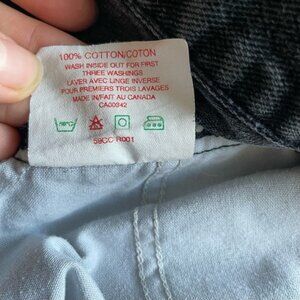 100% COTTON/COTON
WASH INSIDE OUT FOR FIRST
THREE WASHINGS
LAVER AVEC LINGE INVERSE
POUR PREMIERS TROIS LAVAGES
MADE IN/FAIT AU CANADA
CA00342
59CC R001